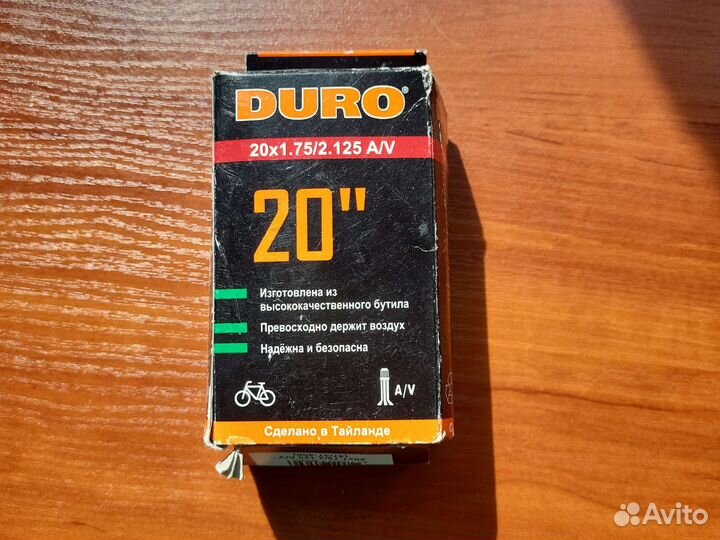 DURO®
20x1.75/2.125 A/V
20"
Изготовлена из
высококачественного бутила
Превосходно держит воздух
Надёжна и безопасна
A/V
Сделано в Тайланде
Avito